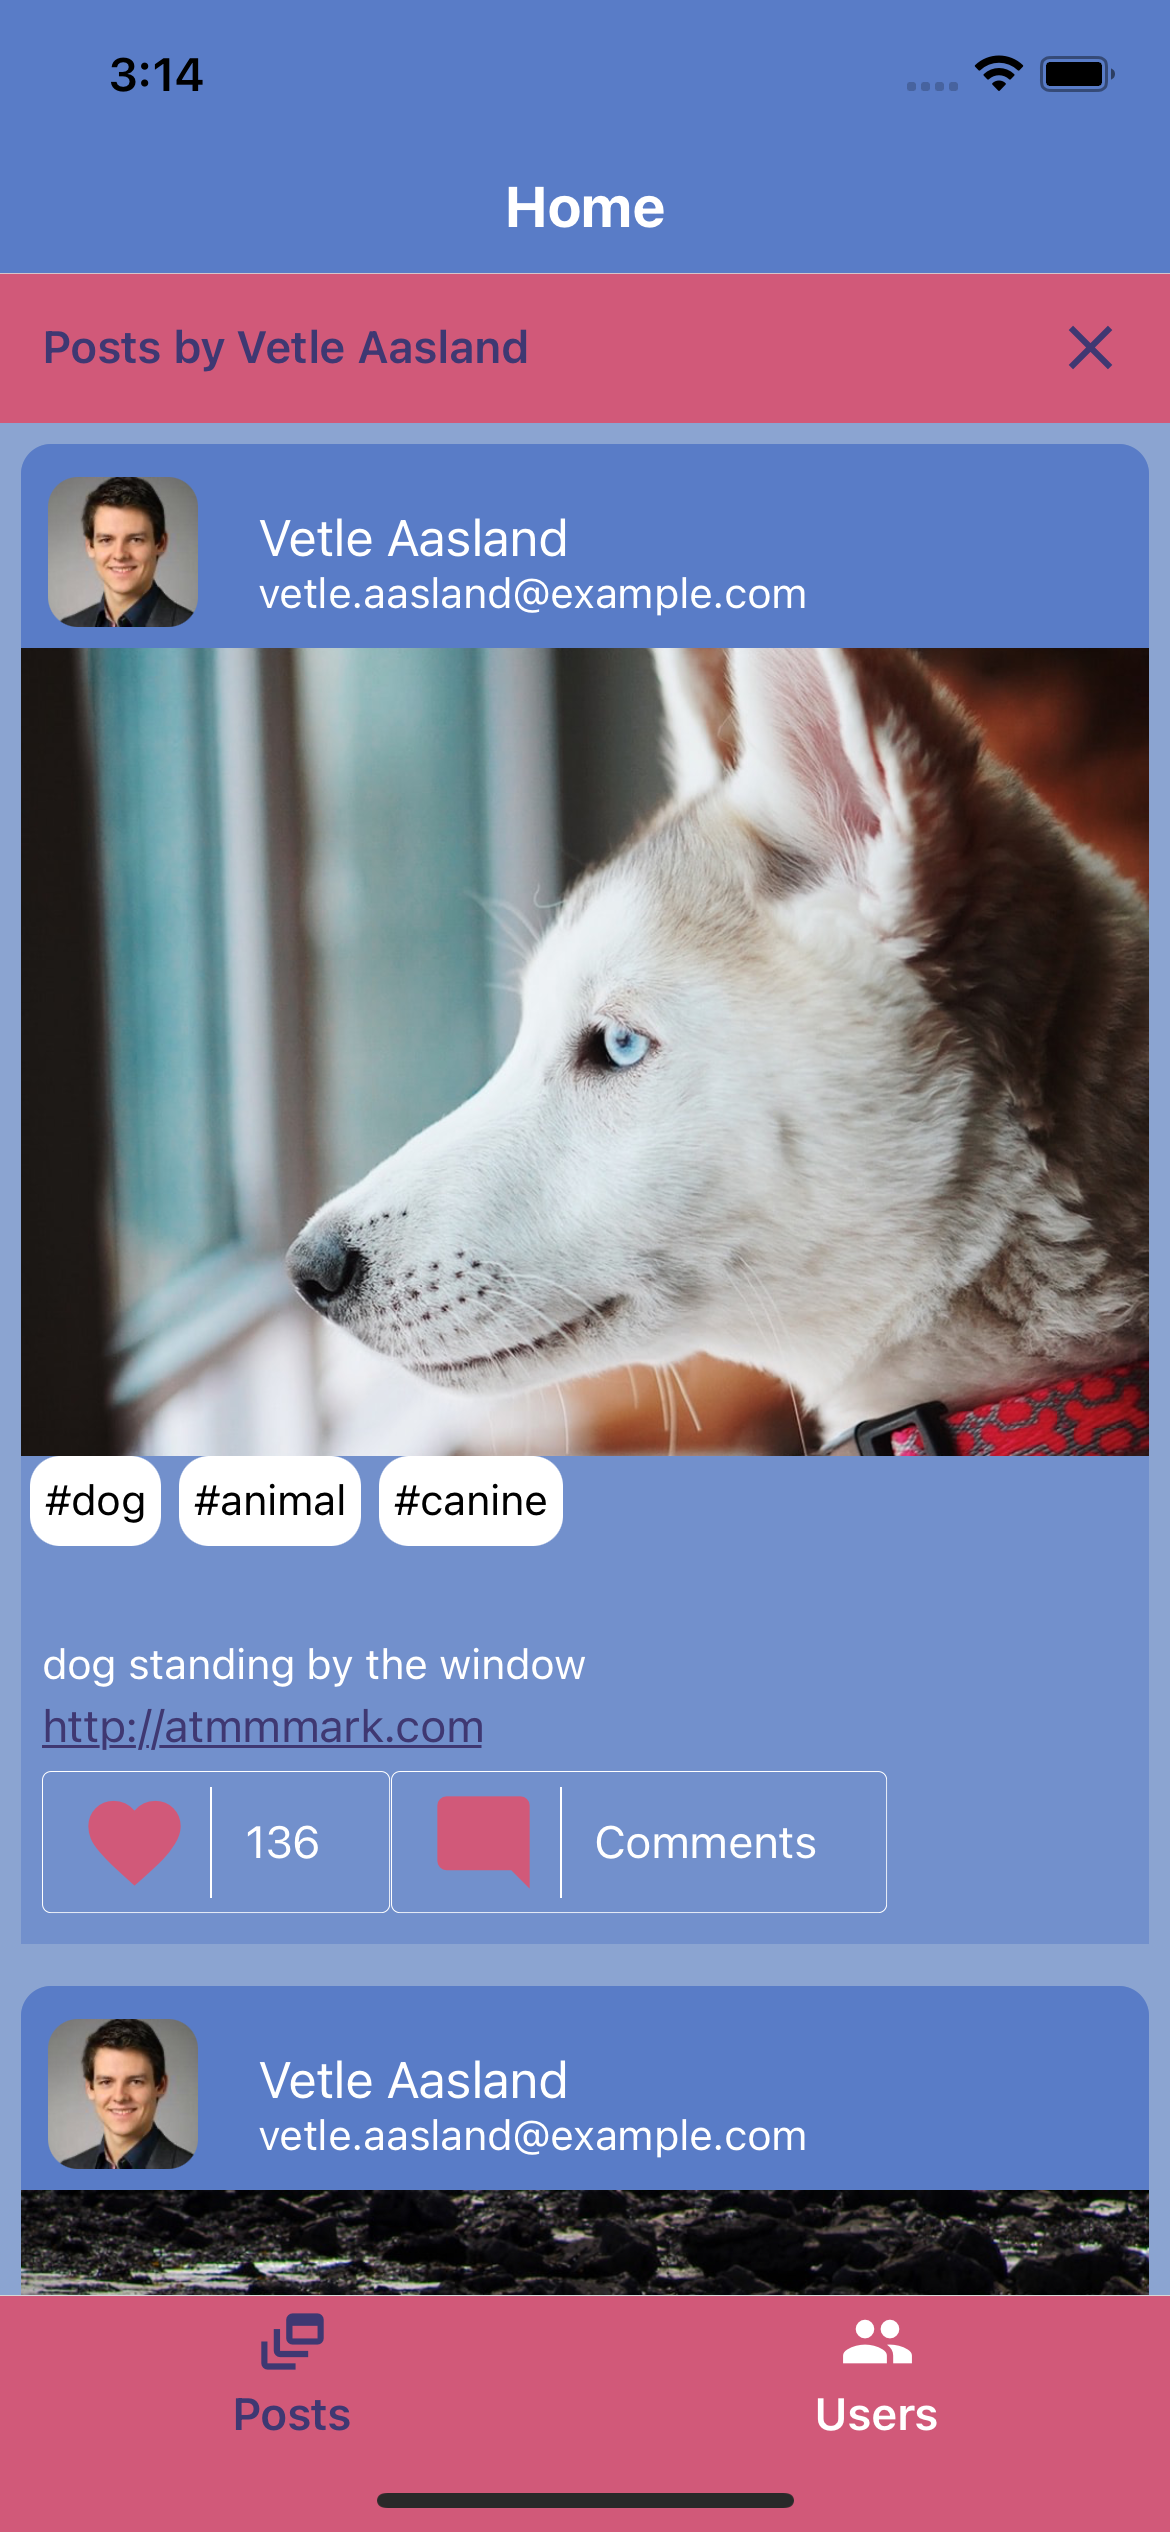 3:14
Home
Posts by Vetle Aasland
Vetle Aasland
vetle.aasland@example.com
#dog #animal #canine
dog standing by the window
http://atmmmark.com
136 Comments
Vetle Aasland
vetle.aasland@example.com
Posts Users